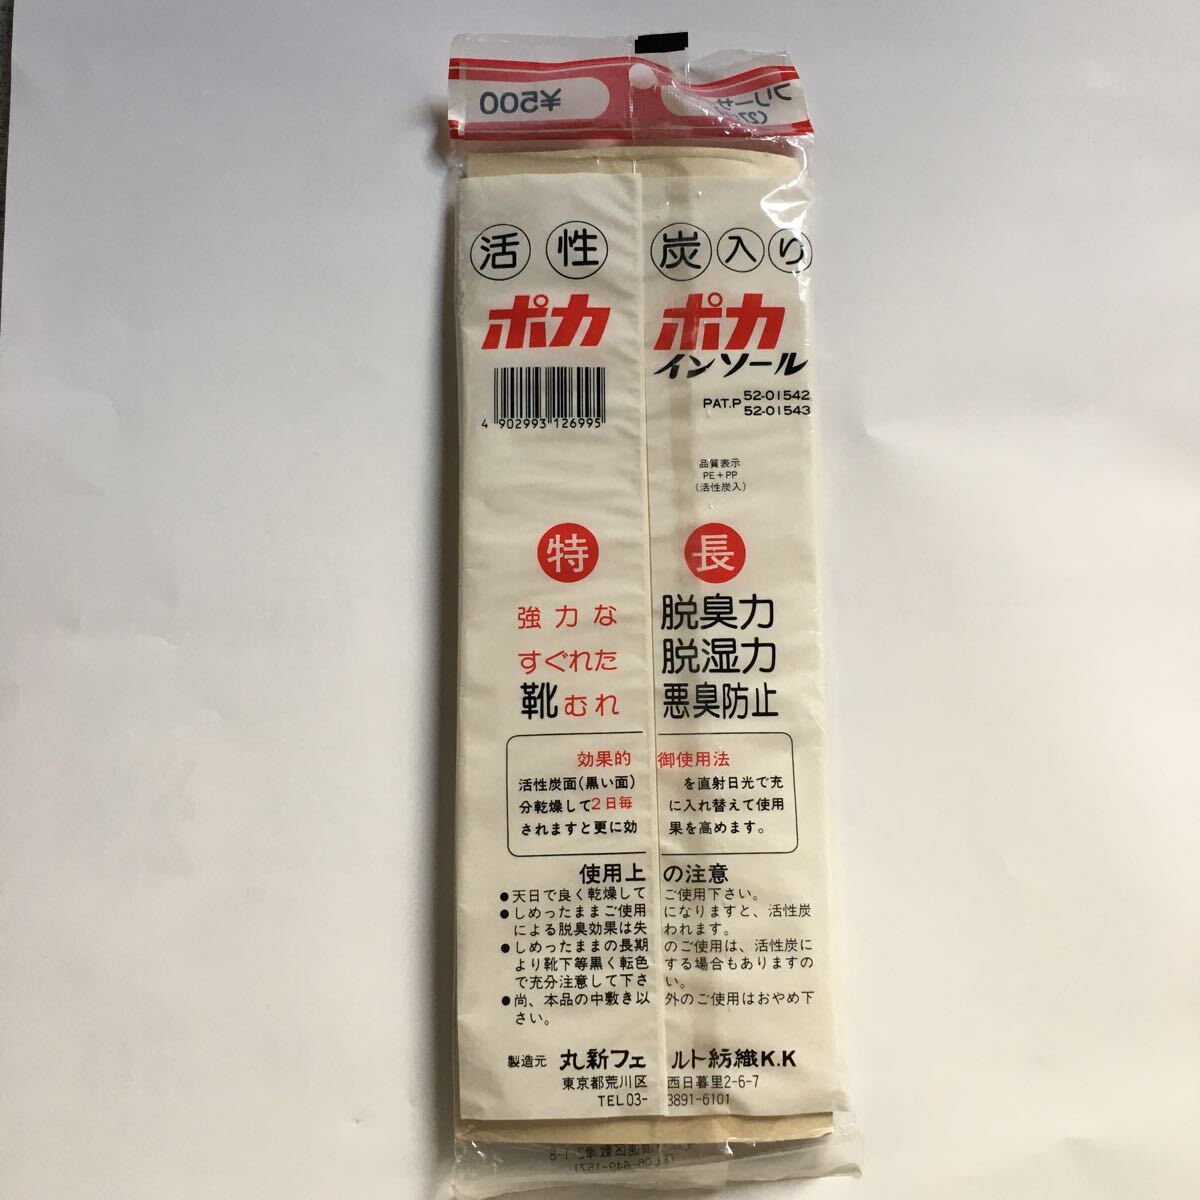 ¥500
フリーサ
活性炭入り
ポカ ポカ
インソール
PAT.P 52-01542
52-01543
4 902993 126995
品質表示
PE+PP
(活性炭入)
特長
強力な 脱臭力
すぐれた 脱湿力
靴むれ 悪臭防止
効果的 御使用法
活性炭面(黒い面)を直射日光で充
分乾燥して2日毎に入れ替えて使用
されますと更に効果を高めます。
使用上の注意
●天日で良く乾燥してご使用下さい。
●しめったままご使用になりますと、活性炭
による脱臭効果は失われます。
●しめったままの長期のご使用は、活性炭に
より靴下等黒く転色する場合もありますの
で充分注意して下さい。
●尚、本品の中敷き以外のご使用はおやめ下
さい。
製造元 丸新フェルト紡織K.K
東京都荒川区西日暮里2-6-7
TEL03-3891-6101